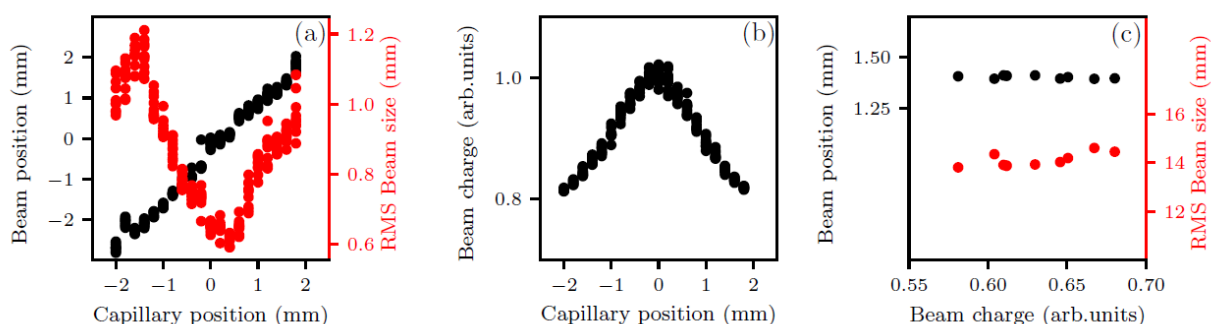 (a)
2
1
0
−1
−2
Beam position (mm)
1.2
1.0
0.8
0.6
RMS Beam size (mm)
−2 −1 0 1 2
Capillary position (mm)
(b)
1.0
0.8
Beam charge (arb.units)
−2 −1 0 1 2
Capillary position (mm)
(c)
1.50
1.25
Beam position (mm)
16
14
12
RMS Beam size (mm)
0.55 0.60 0.65 0.70
Beam charge (arb.units)